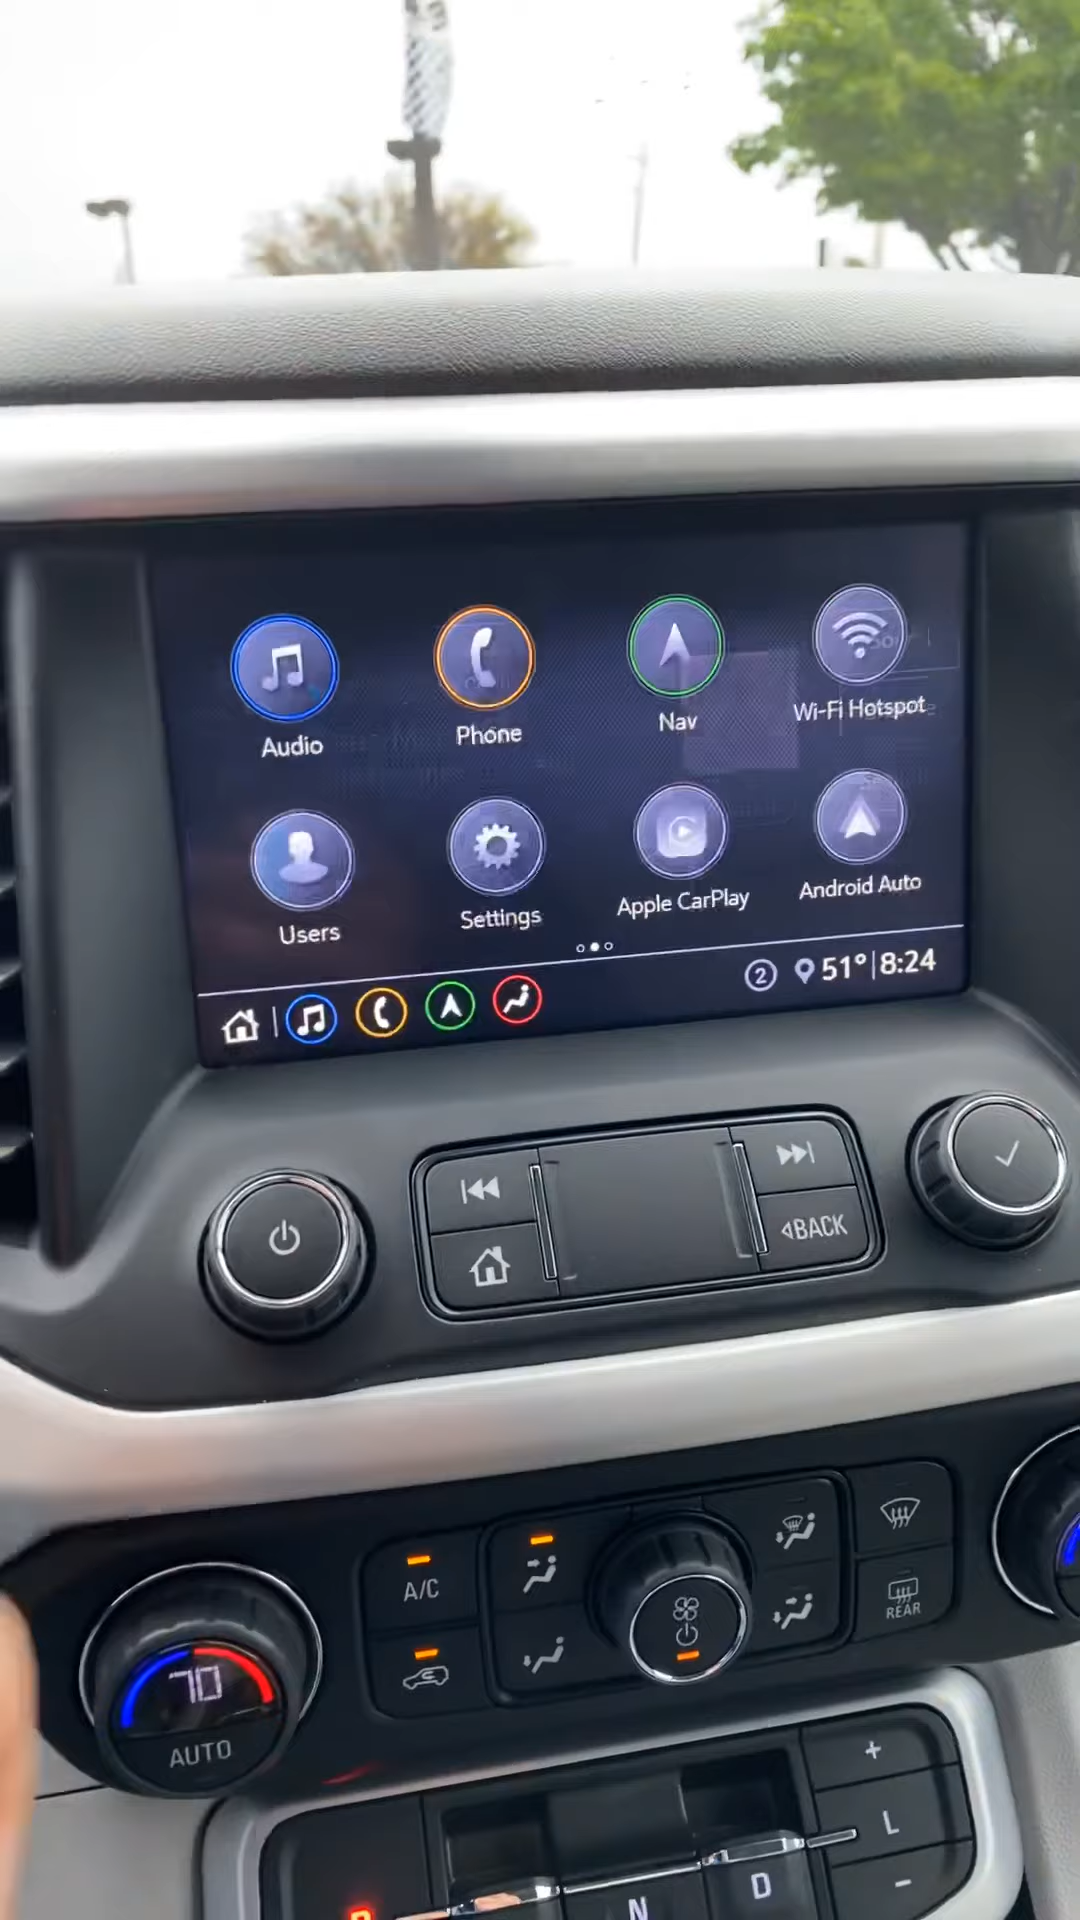 Audio
Phone
Nav
Wi-Fi Hotspot
Users
Settings
Apple CarPlay
Android Auto
2
51°
8:24
BACK
A/C
REAR
70
AUTO
+
L
-
N
D